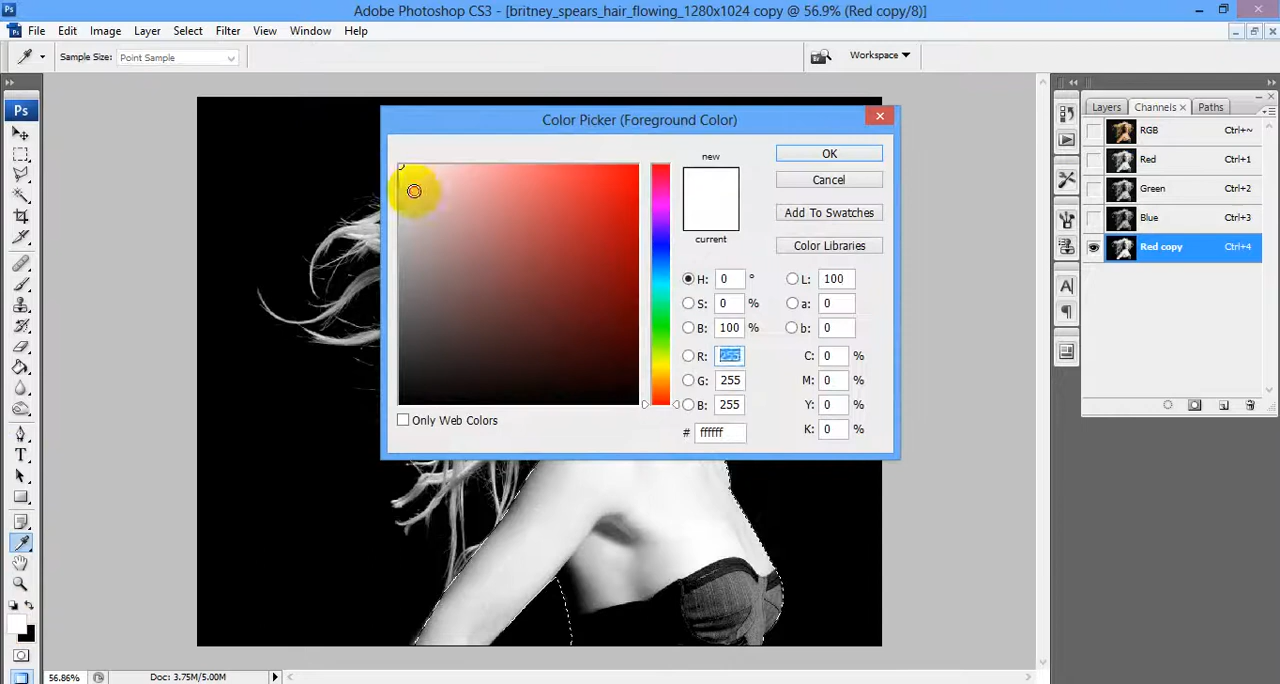 Ps Adobe Photoshop CS3 - [britney_spears_hair_flowing_1280x1024 copy @ 56.9% (Red copy/8)]
Ps File Edit Image Layer Select Filter View Window Help
Sample Size: Point Sample
Workspace
Ps
Color Picker (Foreground Color)
new
current
OK
Cancel
Add To Swatches
Color Libraries
H: 0 °
S: 0 %
B: 100 %
R: 255
G: 255
B: 255
# ffffff
L: 100
a: 0
b: 0
C: 0 %
M: 0 %
Y: 0 %
K: 0 %
Only Web Colors
Layers Channels x Paths
RGB Ctrl+~
Red Ctrl+1
Green Ctrl+2
Blue Ctrl+3
Red copy Ctrl+4
A
T
56.86% Doc: 3.75M/5.00M